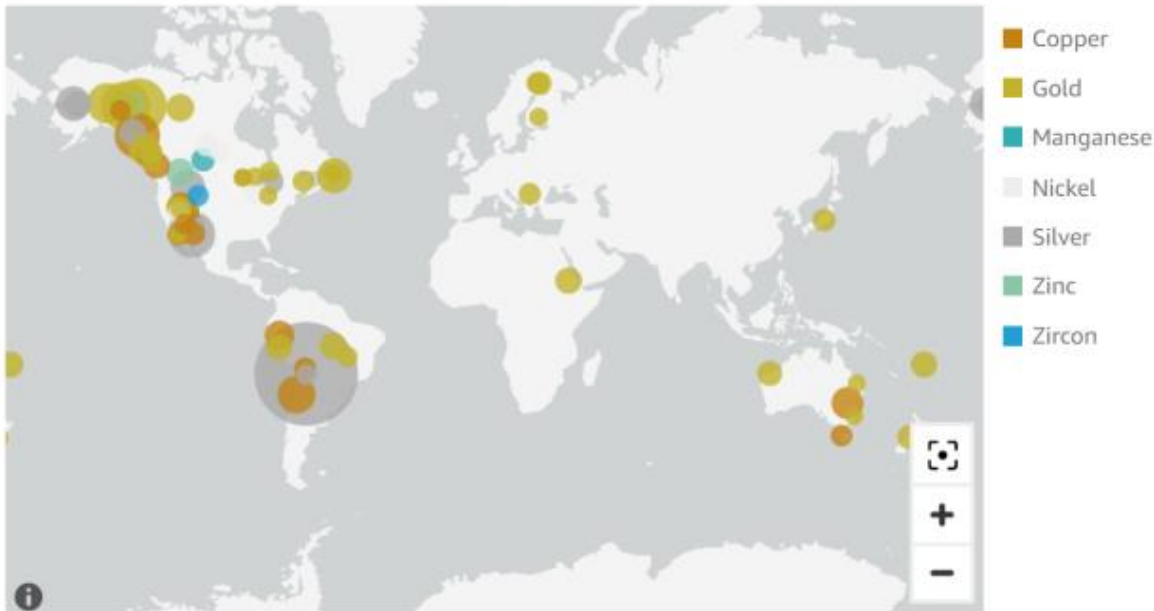 Copper
Gold
Manganese
Nickel
Silver
Zinc
Zircon